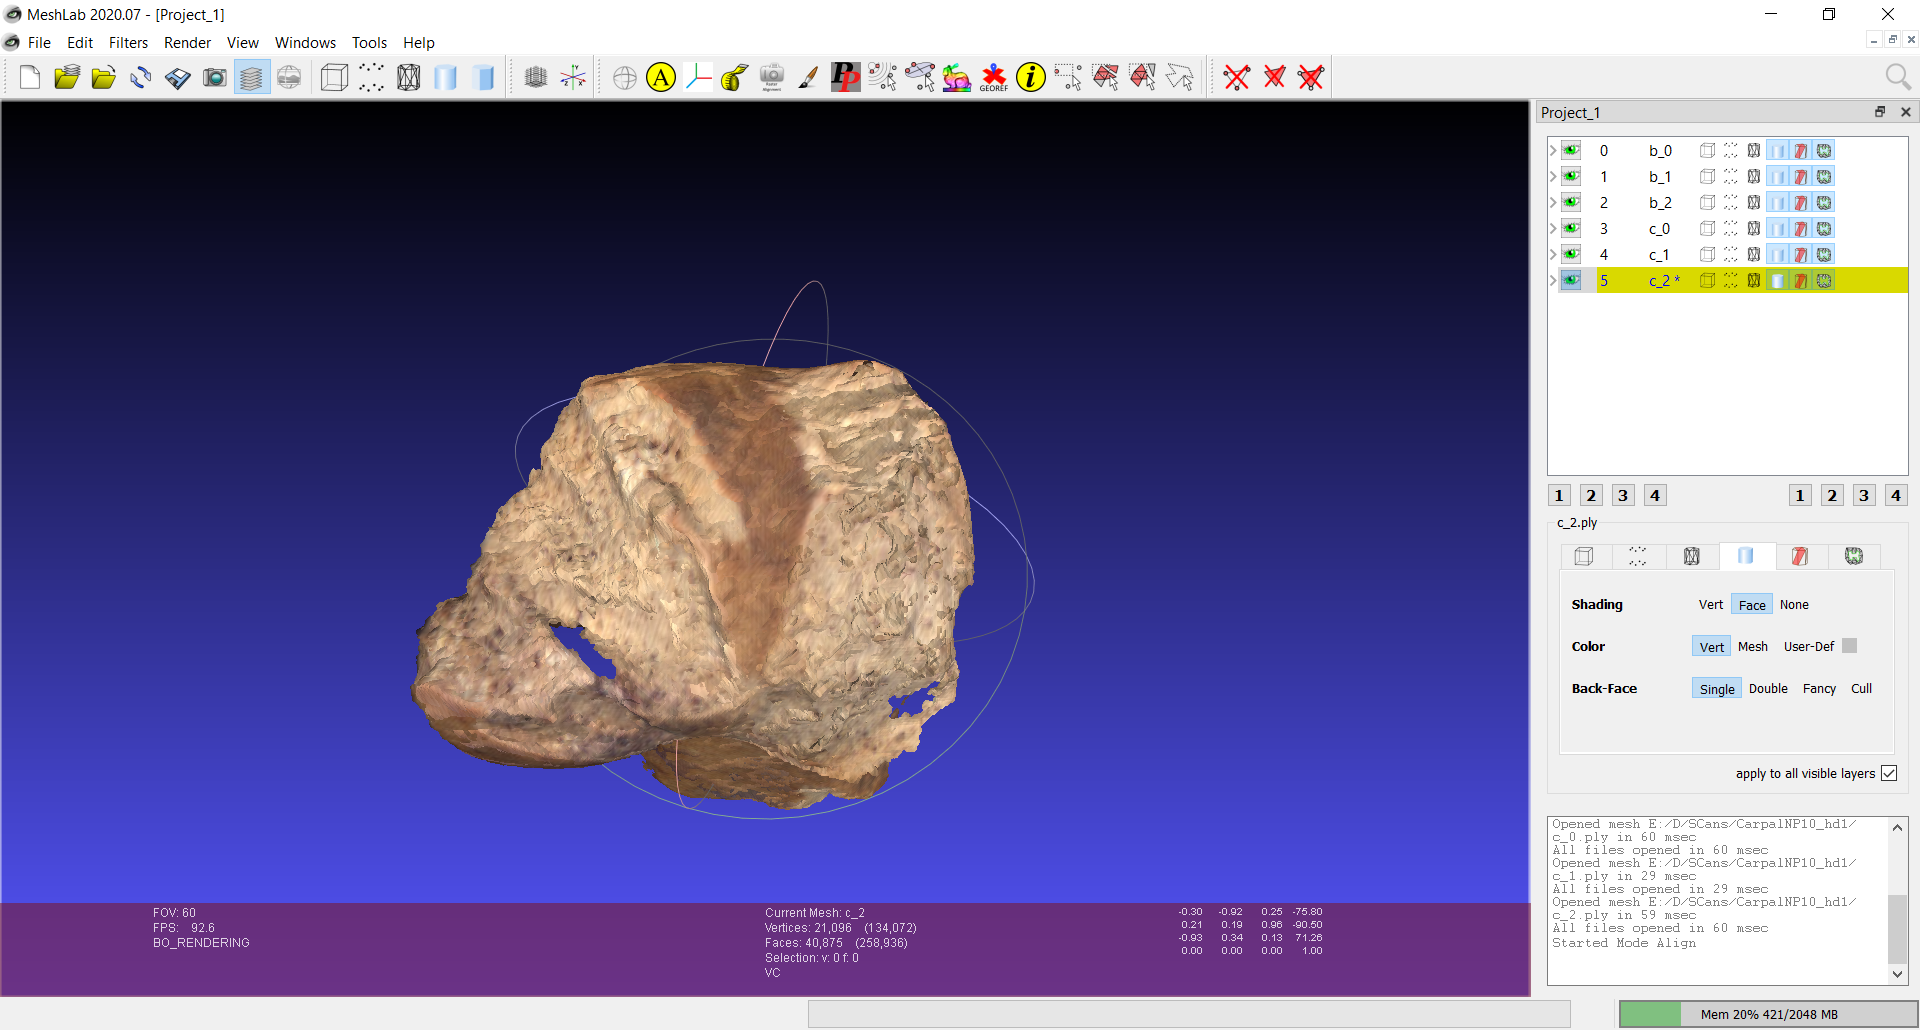 MeshLab 2020.07 - [Project_1]
File Edit Filters Render View Windows Tools Help
A
PP
GEOREF
i
Project_1
0 b_0
1 b_1
2 b_2
3 c_0
4 c_1
5 c_2 *
1 2 3 4 1 2 3 4
c_2.ply
Shading Vert Face None
Color Vert Mesh User-Def
Back-Face Single Double Fancy Cull
apply to all visible layers
Opened mesh E:/D/SCans/CarpalNP10_hd1/
c_0.ply in 60 msec
All files opened in 60 msec
Opened mesh E:/D/SCans/CarpalNP10_hd1/
c_1.ply in 29 msec
All files opened in 29 msec
Opened mesh E:/D/SCans/CarpalNP10_hd1/
c_2.ply in 59 msec
All files opened in 60 msec
Started Mode Align
FOV: 60
FPS: 92.6
BO_RENDERING
Current Mesh: c_2
Vertices: 21,096 (134,072)
Faces: 40,875 (258,936)
Selection: v: 0 f: 0
VC
-0.30 -0.92 0.25 -75.80
0.21 0.19 0.96 -90.50
-0.93 0.34 0.13 71.26
0.00 0.00 0.00 1.00
Mem 20% 421/2048 MB